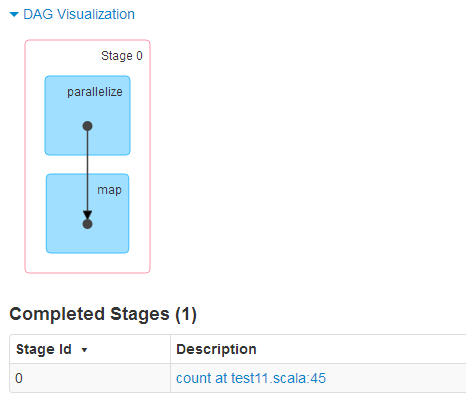 DAG Visualization
Stage 0
parallelize
map
Completed Stages (1)
Stage Id Description
0 count at test11.scala:45